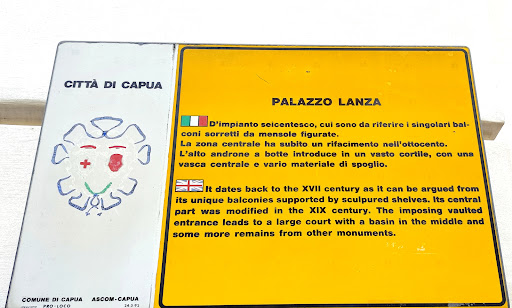 CITTÀ DI CAPUA
PALAZZO LANZA
D'impianto seicentesco, cui sono da riferire i singolari bal-
coni sorretti da mensole figurate.
La zona centrale ha subito un rifacimento nell'ottocento.
L'alto androne a botte introduce in un vasto cortile, con una
vasca centrale e vario materiale di spoglio.
It dates back to the XVII century as it can be argued from
its unique balconies supported by sculpured shelves. Its central
part was modified in the XIX century. The imposing vaulted
entrance leads to a large court with a basin in the middle and
some more remains from other monuments.
COMUNE DI CAPUA ASCOM-CAPUA
PRO-LOCO